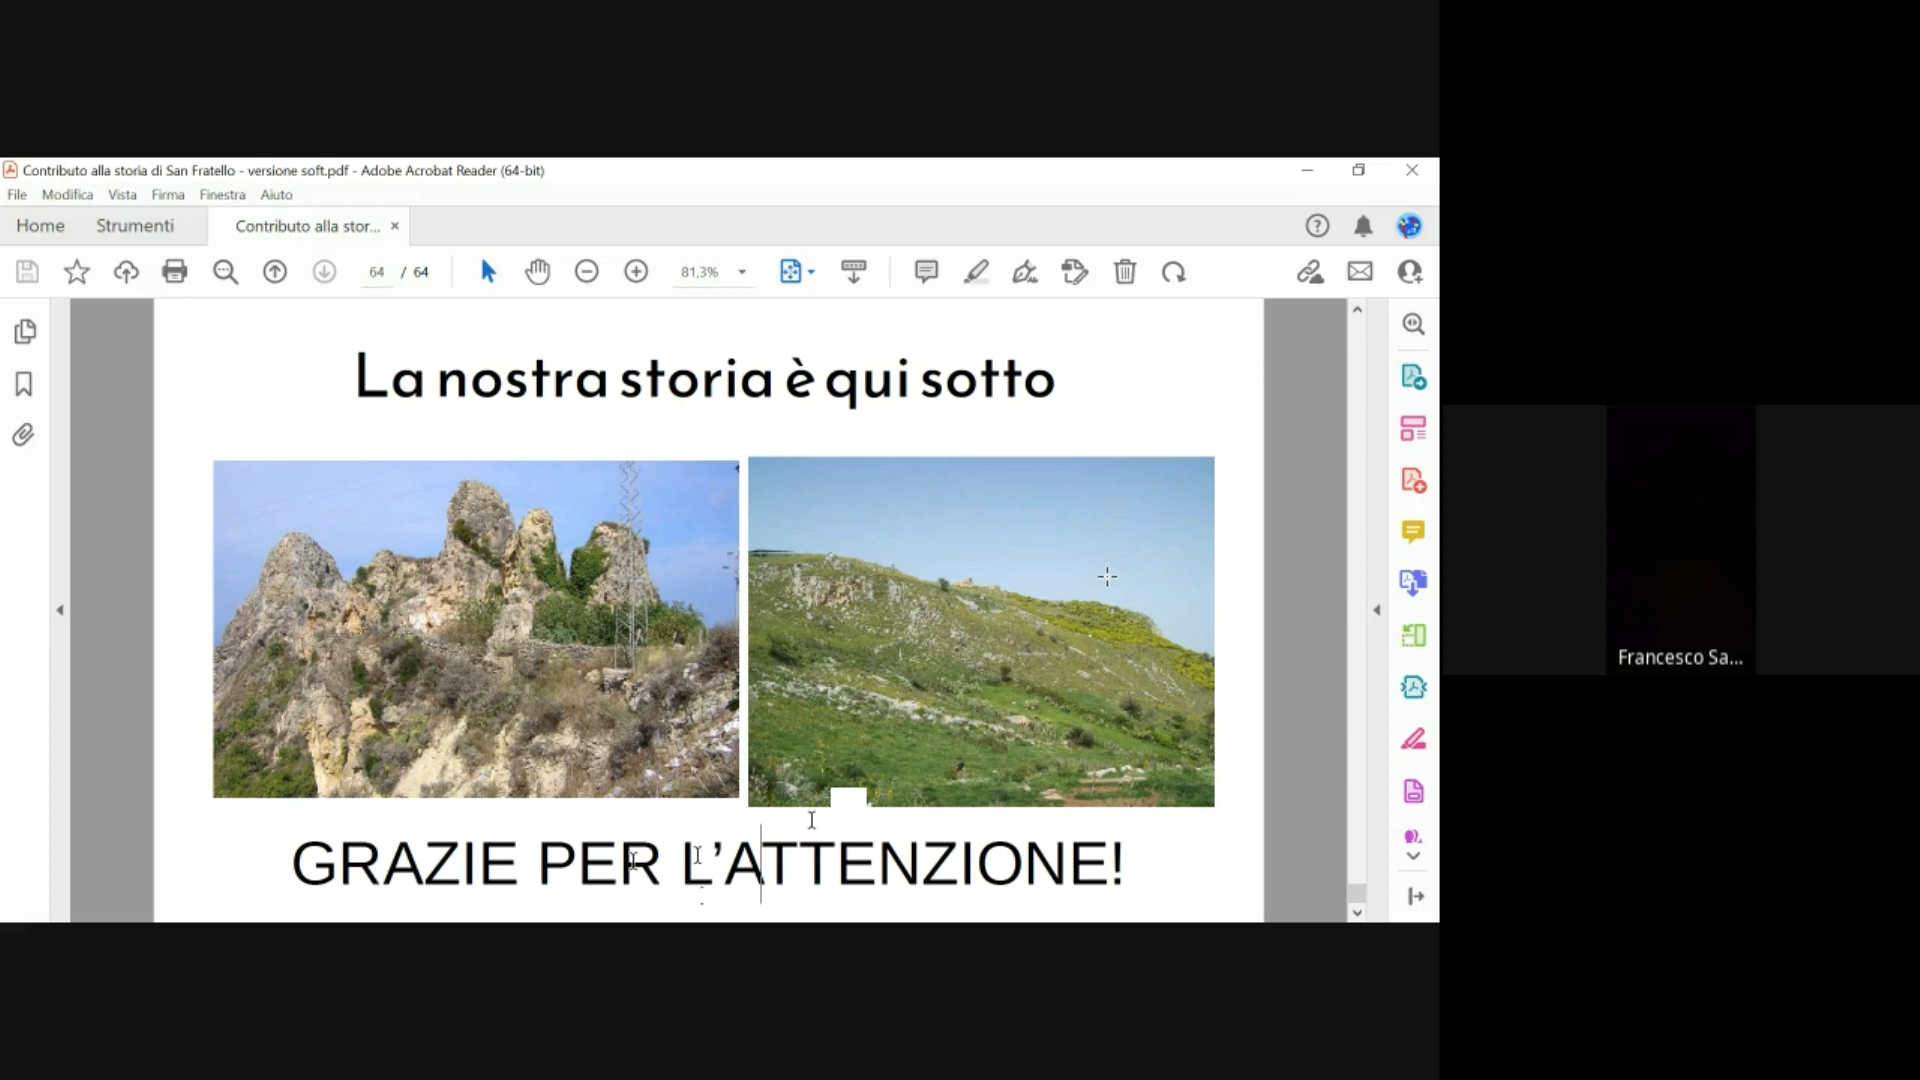 Contributo alla storia di San Fratello - versione soft.pdf - Adobe Acrobat Reader (64-bit)
File Modifica Vista Firma Finestra Aiuto
Home Strumenti Contributo alla stor... ×
64 / 64 81,3%
La nostra storia è qui sotto
GRAZIE PER L’ATTENZIONE!
Francesco Sa...